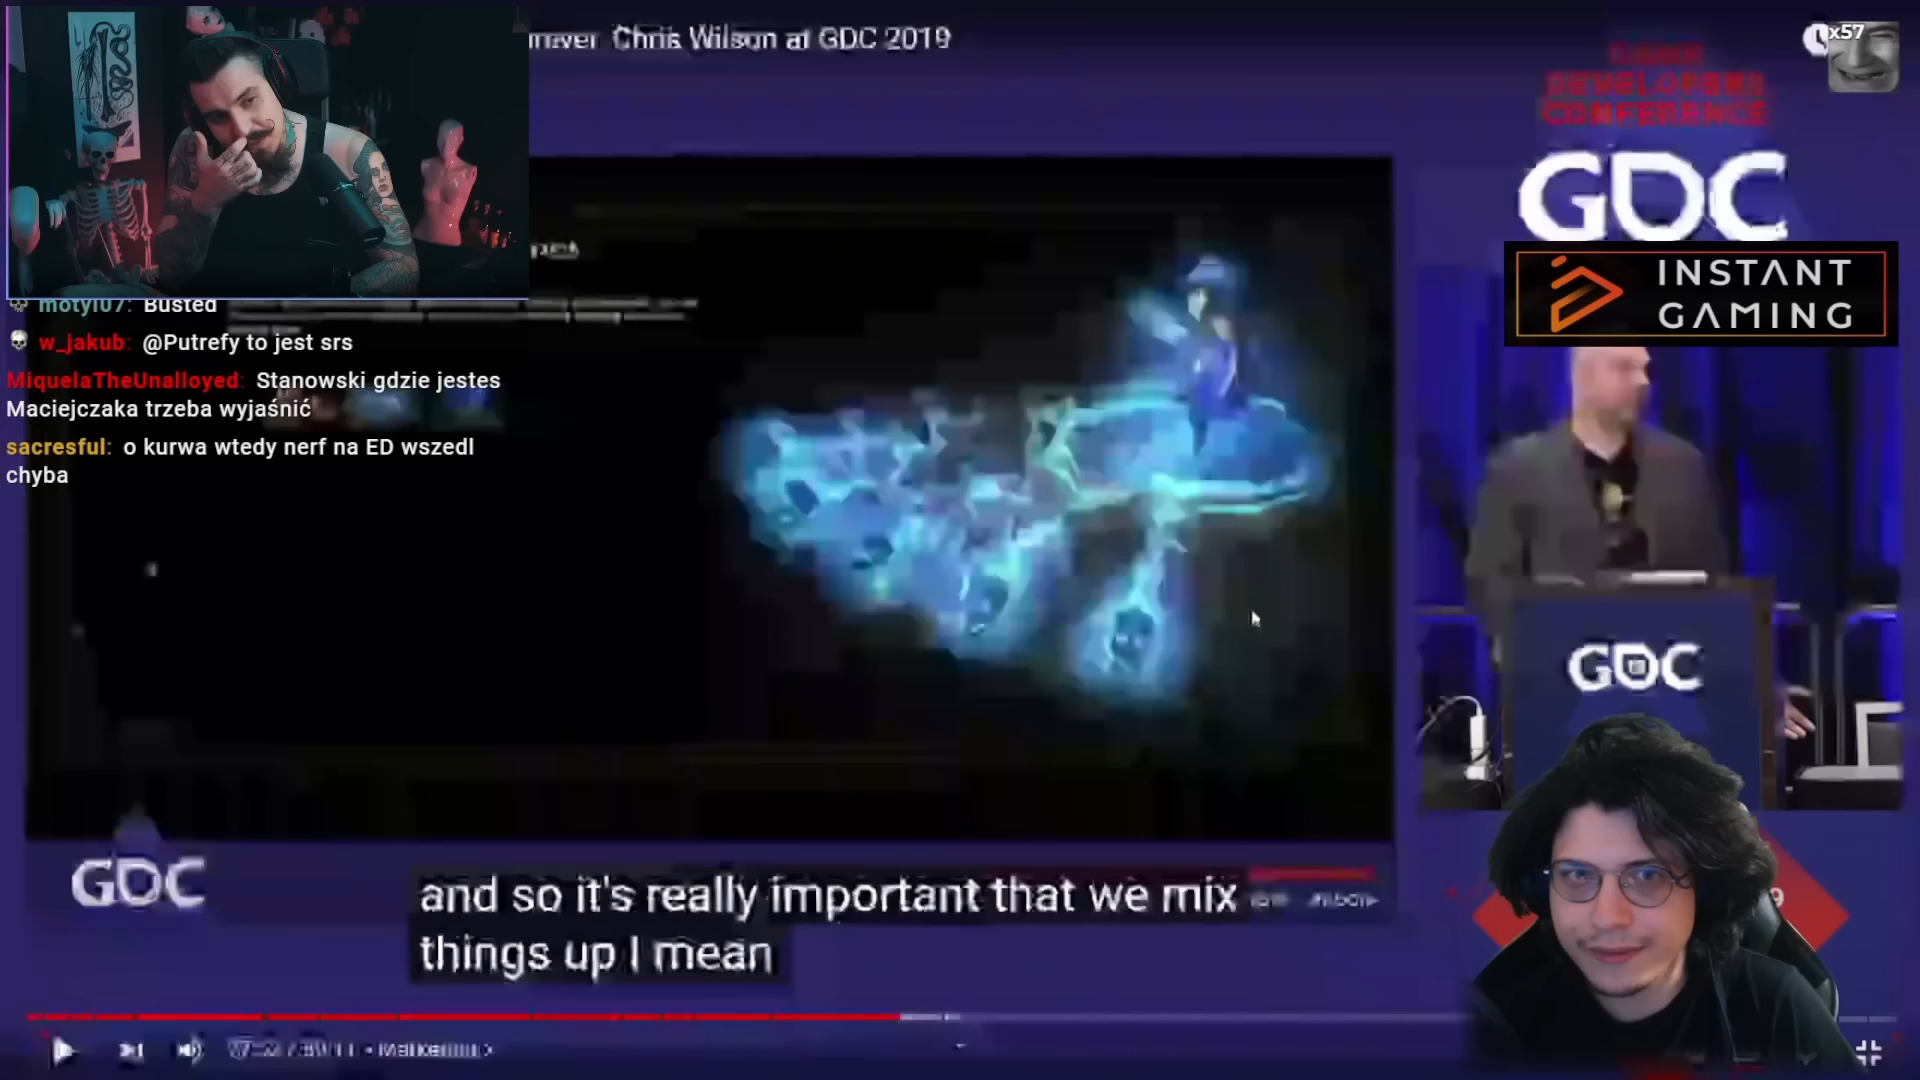 Chris Wilson at GDC 2019
x57
GAME
DEVELOPERS
CONFERENCE
GDC
INSTANT
GAMING
motyl07: Busted
w_jakub: @Putrefy to jest srs
MiquelaTheUnalloyed: Stanowski gdzie jestes
Maciejczaka trzeba wyjaśnić
sacresful: o kurwa wtedy nerf na ED wszedl
chyba
GDC
GDC
and so it's really important that we mix
things up I mean
9